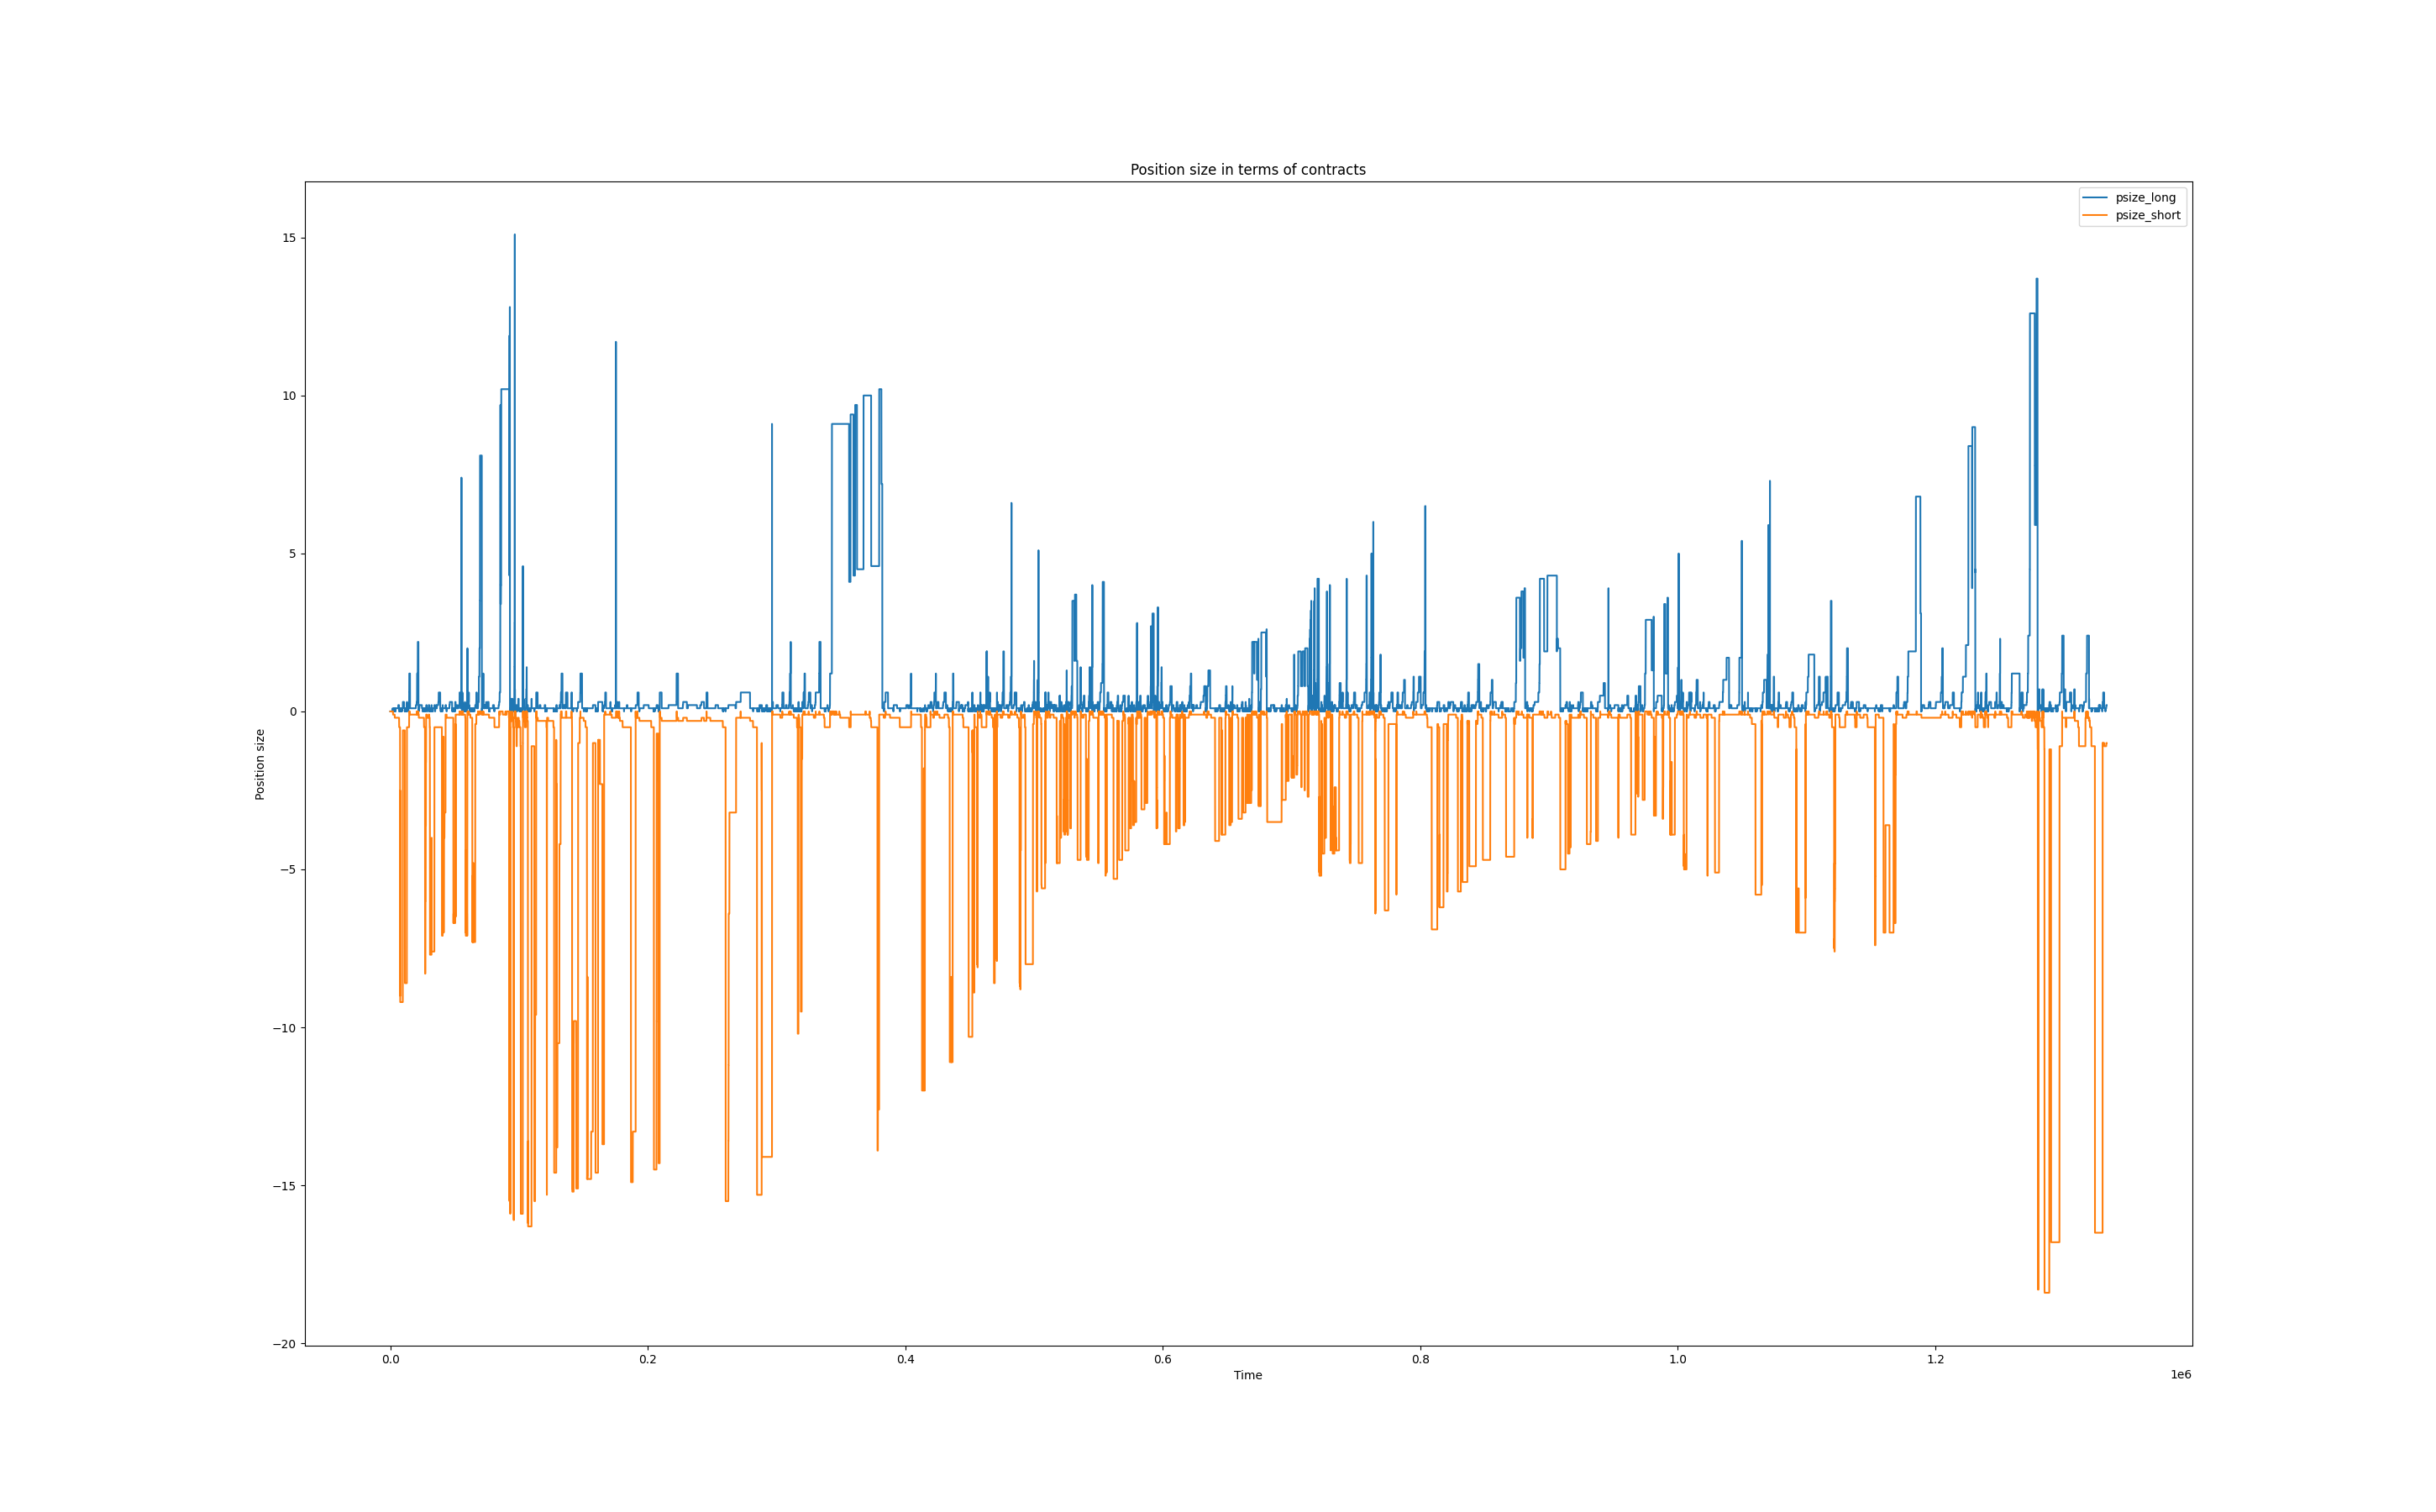 Position size in terms of contracts
psize_long
psize_short
15
10
5
0
−5
−10
−15
−20
Position size
0.0
0.2
0.4
0.6
0.8
1.0
1.2
1e6
Time